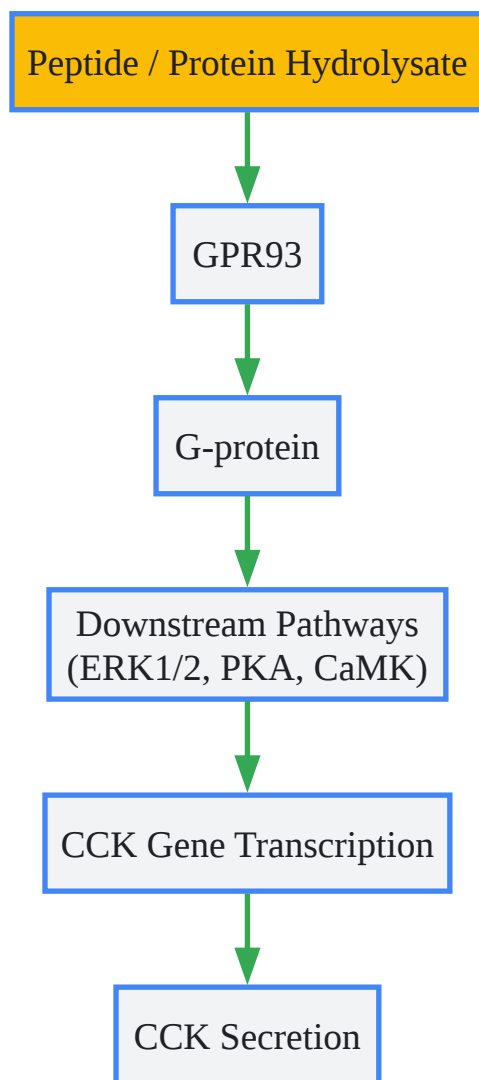 Peptide / Protein Hydrolysate
GPR93
G-protein
Downstream Pathways
(ERK1/2, PKA, CaMK)
CCK Gene Transcription
CCK Secretion